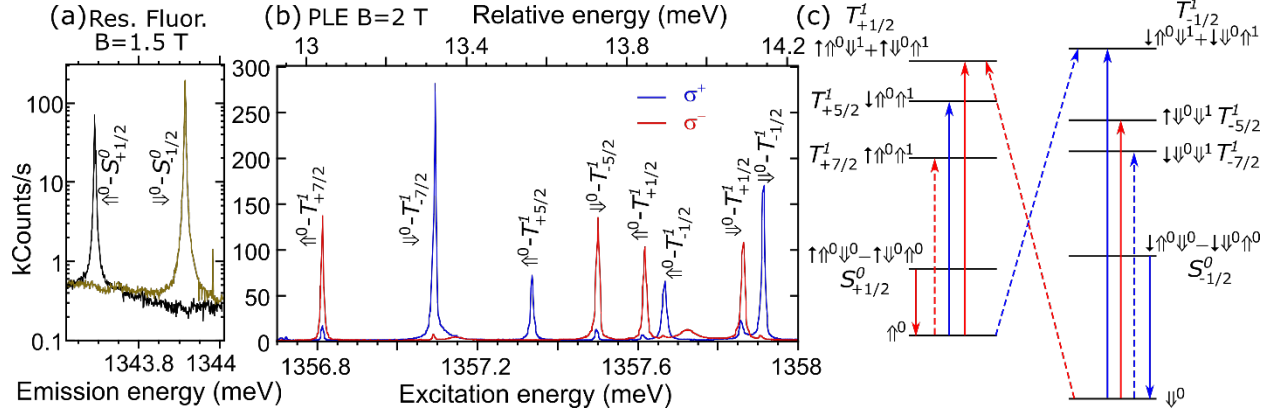 (a) Res. Fluor.
B=1.5 T
kCounts/s
100
10
1
0.1
⇑⁰-S⁰₊₁/₂
⇓⁰-S⁰₋₁/₂
1343.8
1344
Emission energy (meV)
(b) PLE B=2 T
Relative energy (meV)
13
13.4
13.8
14.2
300
250
200
150
100
50
0
σ⁺
σ⁻
⇑⁰-T¹₊₇/₂
⇓⁰-T¹₋₇/₂
⇑⁰-T¹₊₅/₂
⇓⁰-T¹₋₅/₂
⇑⁰-T¹₊₁/₂
⇑⁰-T¹₋₁/₂
⇓⁰-T¹₊₁/₂
⇓⁰-T¹₋₁/₂
1356.8
1357.2
1357.6
1358
Excitation energy (meV)
(c)
T¹₊₁/₂
↑⇑⁰⇓¹+↑⇓⁰⇑¹
T¹₊₅/₂ ↓⇑⁰⇑¹
T¹₊₇/₂ ↑⇑⁰⇑¹
↑⇑⁰⇓⁰−↑⇓⁰⇑⁰
S⁰₊₁/₂
⇑⁰
T¹₋₁/₂
↓⇑⁰⇓¹+↓⇓⁰⇑¹
↑⇓⁰⇓¹ T¹₋₅/₂
↓⇓⁰⇓¹ T¹₋₇/₂
↓⇑⁰⇓⁰−↓⇓⁰⇑⁰
S⁰₋₁/₂
⇓⁰